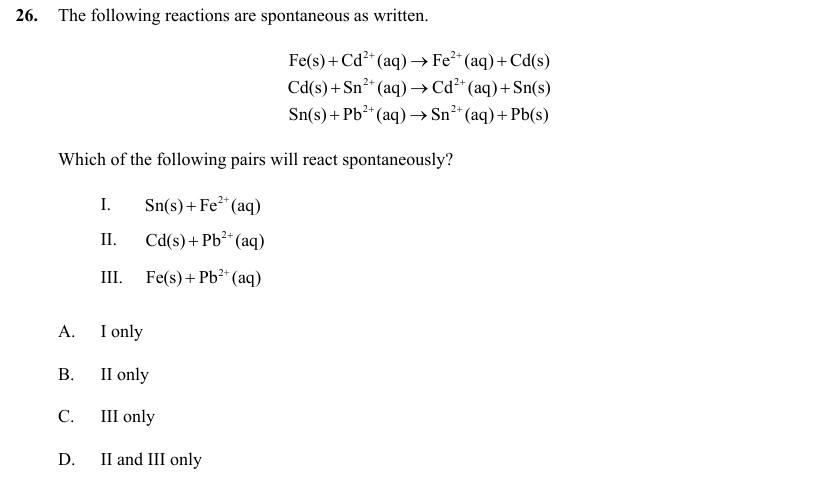 26. The following reactions are spontaneous as written.
Fe(s) + Cd²⁺ (aq) → Fe²⁺ (aq) + Cd(s)
Cd(s) + Sn²⁺ (aq) → Cd²⁺ (aq) + Sn(s)
Sn(s) + Pb²⁺ (aq) → Sn²⁺ (aq) + Pb(s)
Which of the following pairs will react spontaneously?
I. Sn(s) + Fe²⁺ (aq)
II. Cd(s) + Pb²⁺ (aq)
III. Fe(s) + Pb²⁺ (aq)
A. I only
B. II only
C. III only
D. II and III only